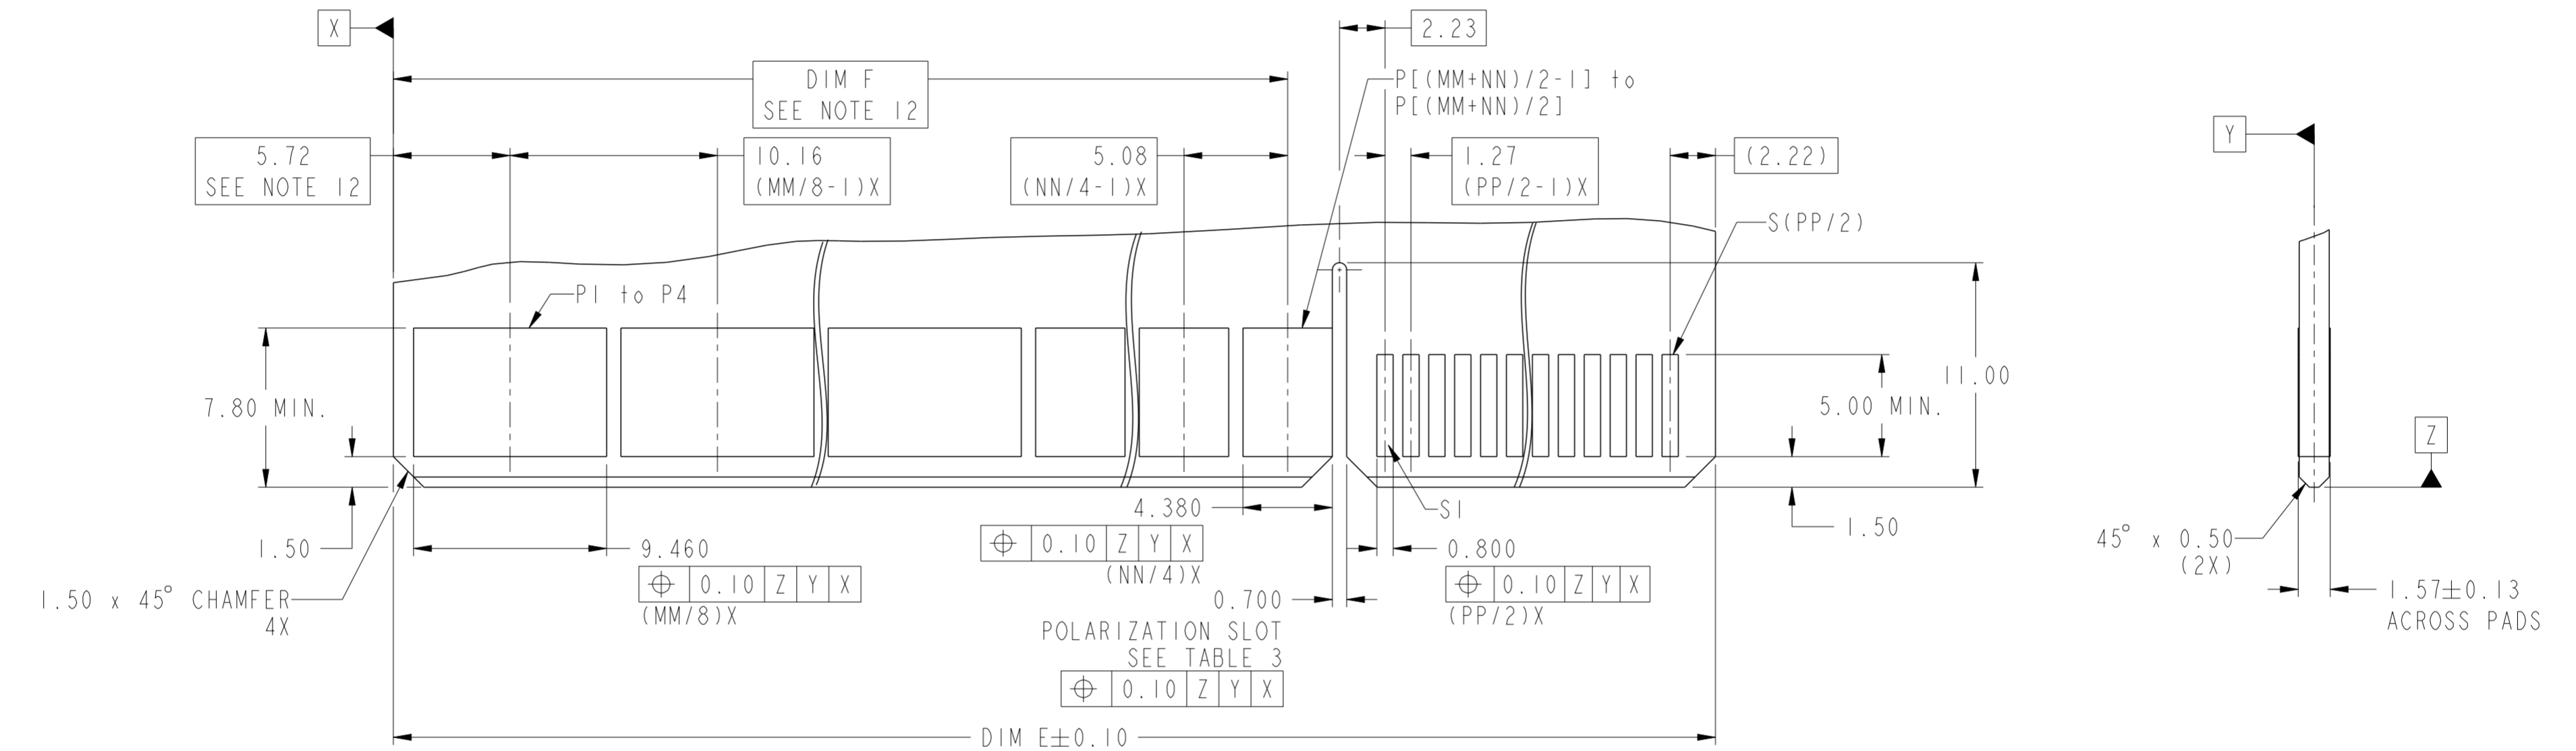 X
2.23
DIM F
SEE NOTE 12
P[(MM+NN)/2-1] to
P[(MM+NN)/2]
Y
5.72
SEE NOTE 12
10.16
(MM/8-1)X
5.08
(NN/4-1)X
1.27
(PP/2-1)X
(2.22)
S(PP/2)
P1 to P4
7.80 MIN.
11.00
5.00 MIN.
Z
S1
4.380
⌖ 0.10 Z Y X
(NN/4)X
1.50
1.50
45° x 0.50
(2X)
9.460
⌖ 0.10 Z Y X
(MM/8)X
0.800
⌖ 0.10 Z Y X
(PP/2)X
1.50 x 45° CHAMFER
4X
0.700
POLARIZATION SLOT
SEE TABLE 3
⌖ 0.10 Z Y X
1.57±0.13
ACROSS PADS
DIM E±0.10